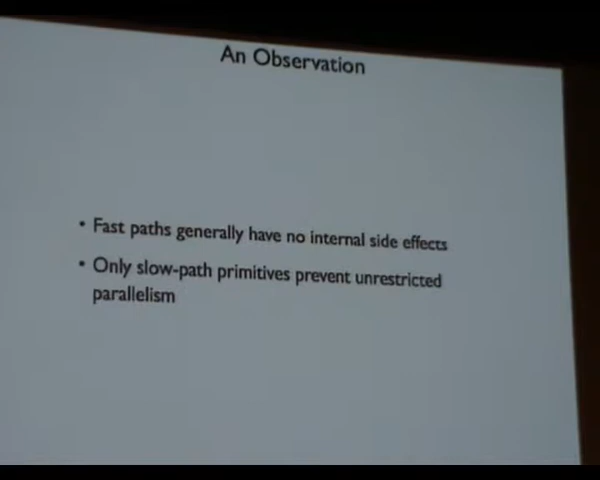 An Observation
• Fast paths generally have no internal side effects
• Only slow-path primitives prevent unrestricted
parallelism